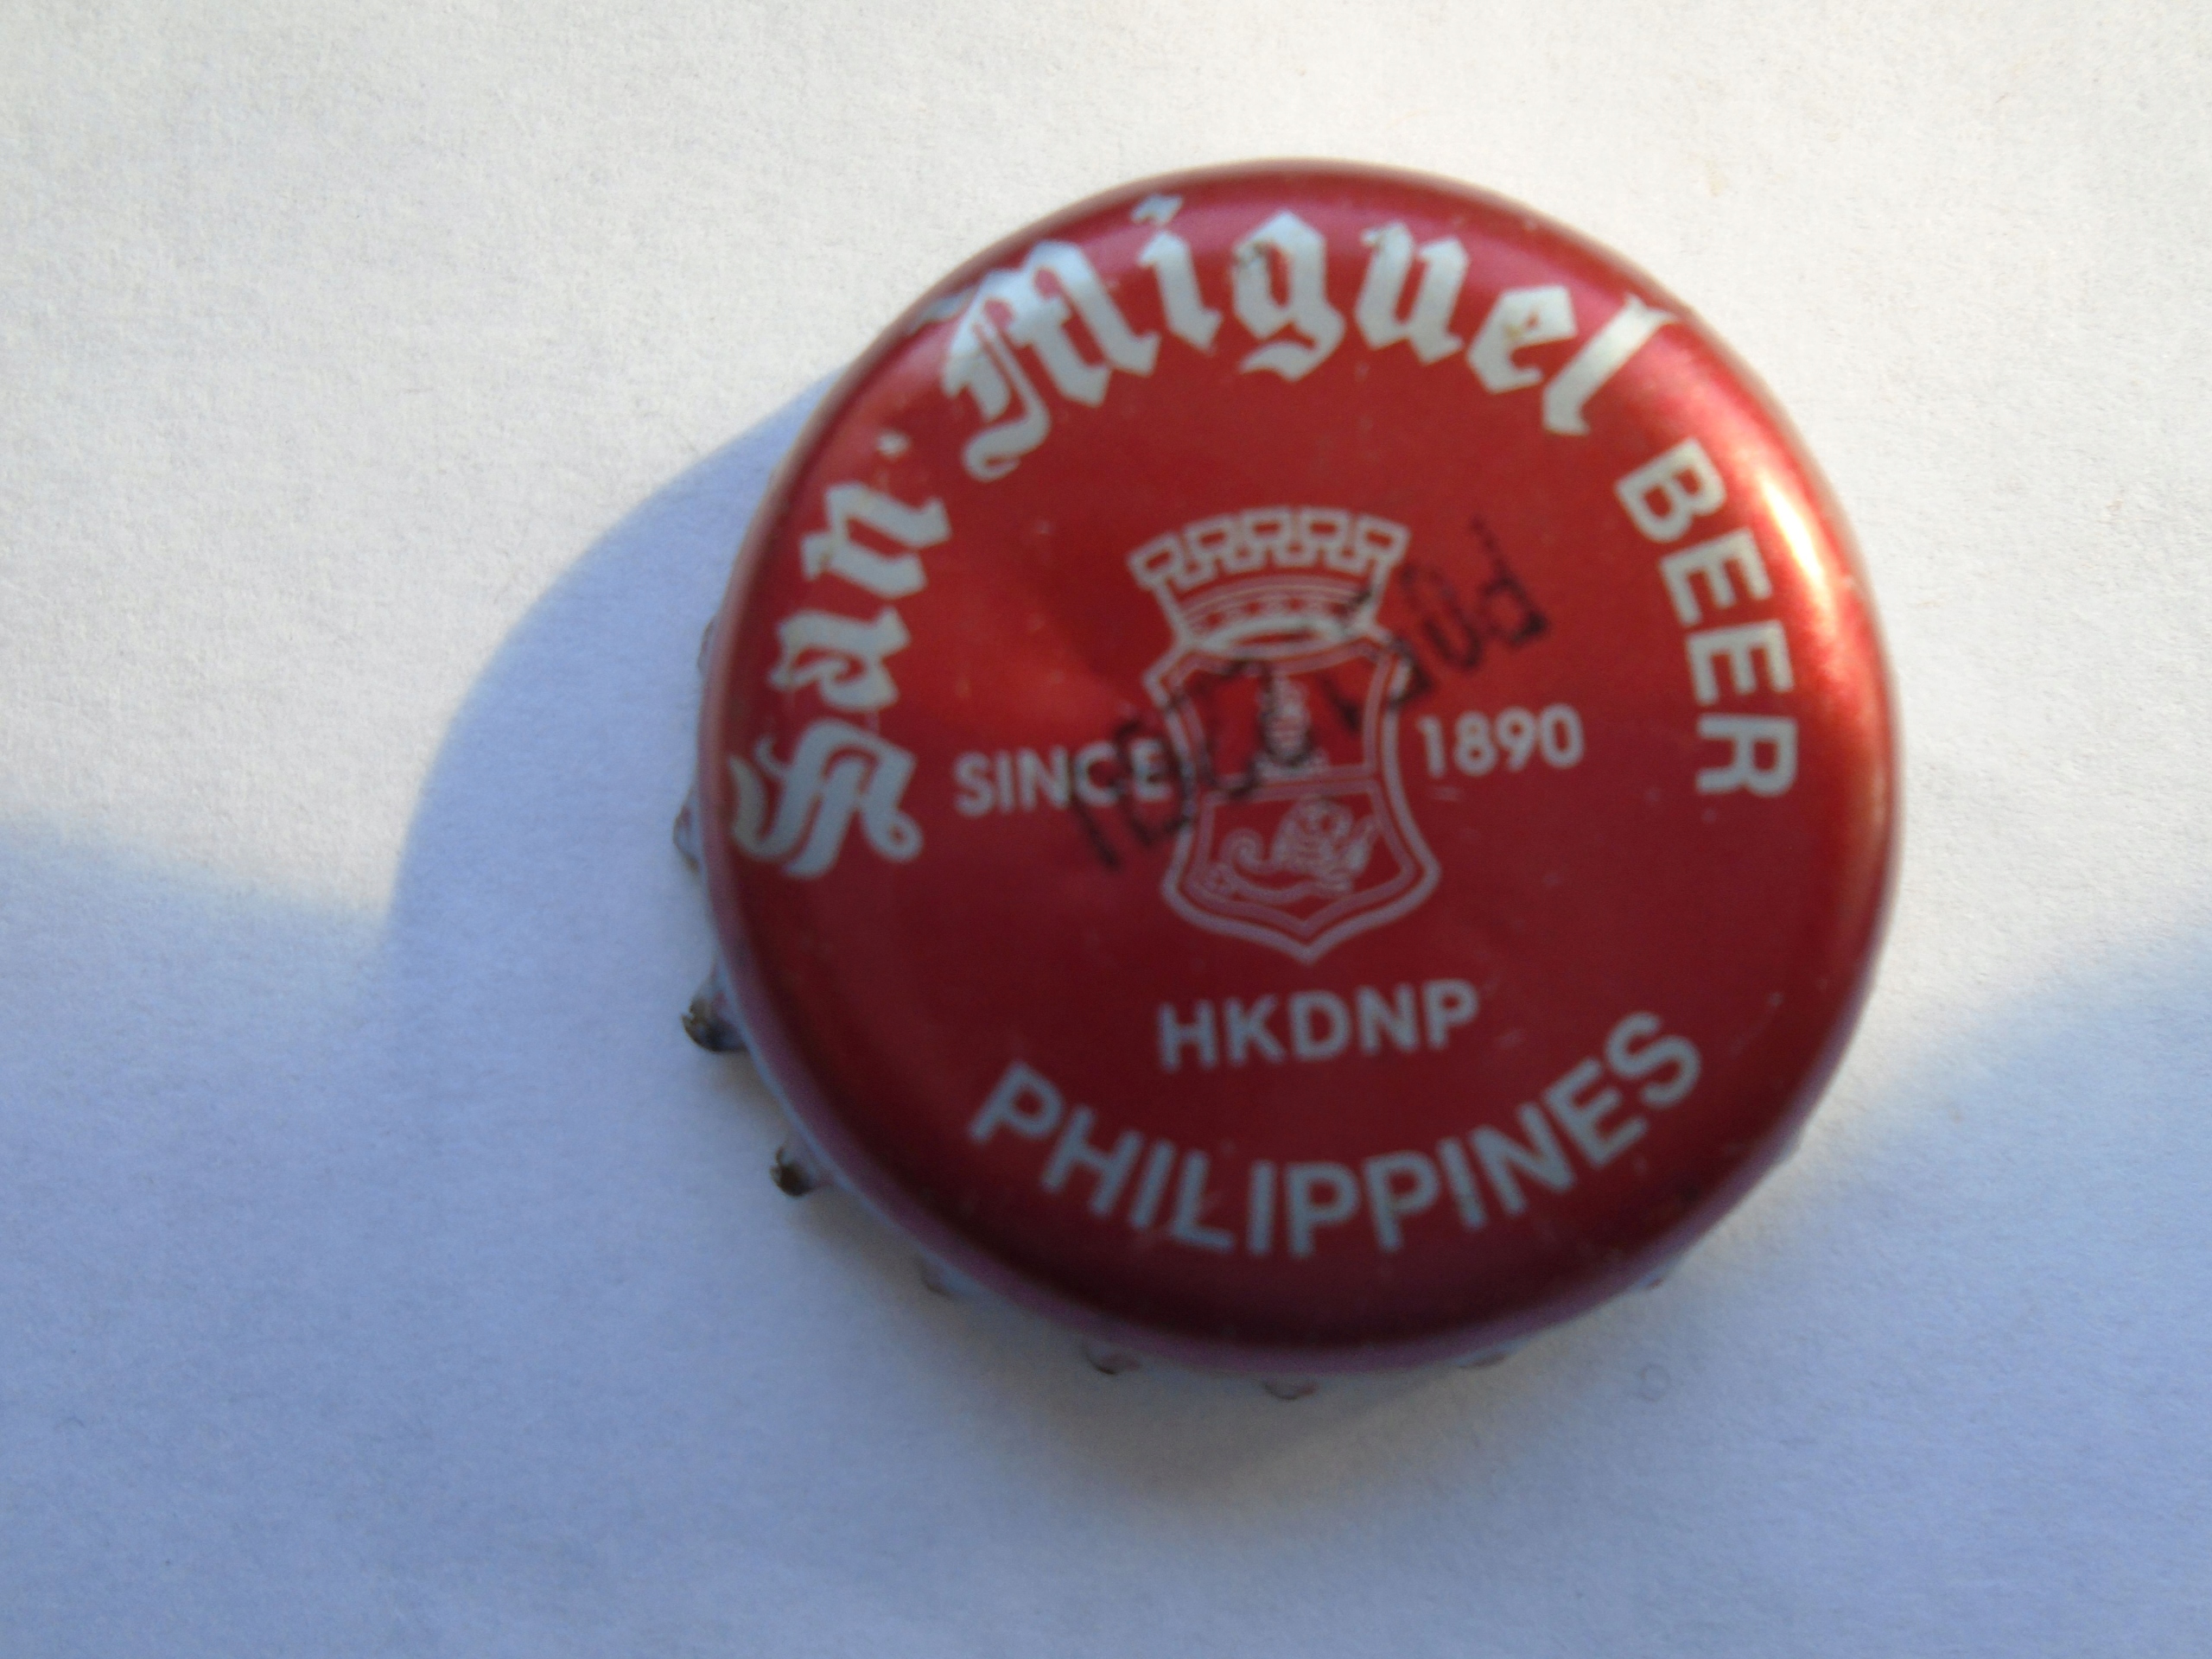 San Miguel BEER
SINCE 1890
HKDNP
PHILIPPINES